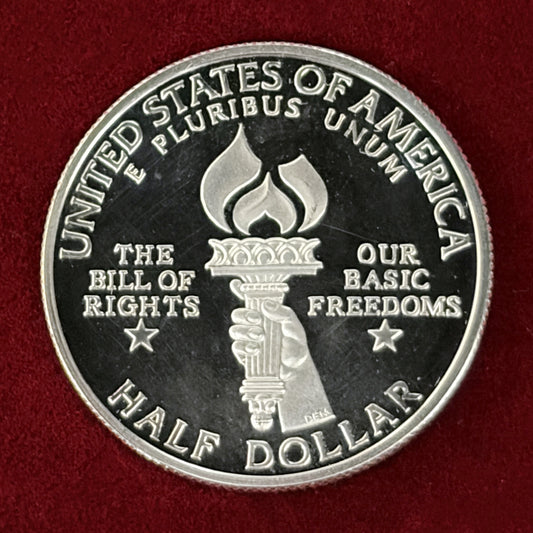 UNITED STATES OF AMERICA
E PLURIBUS UNUM
THE
BILL OF
RIGHTS
OUR
BASIC
FREEDOMS
HALF DOLLAR